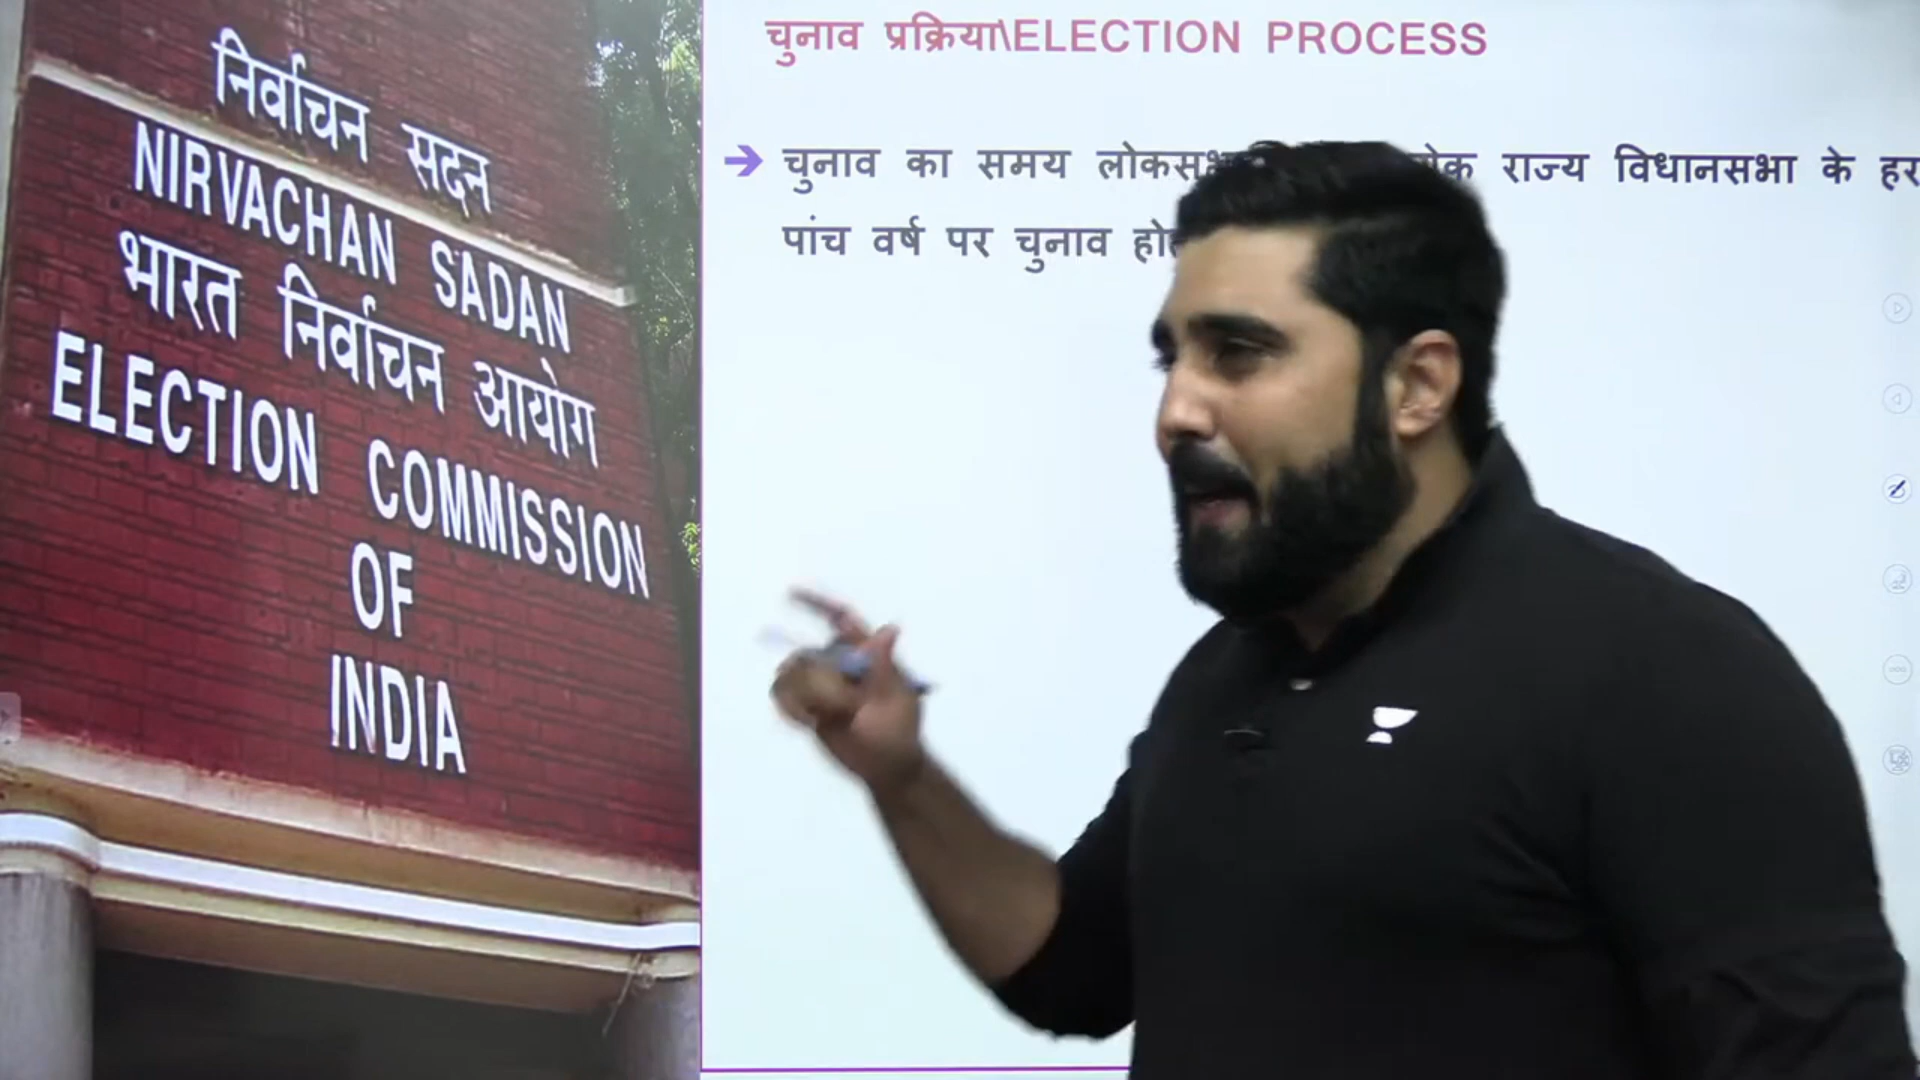 निर्वाचन सदन
NIRVACHAN SADAN
भारत निर्वाचन आयोग
ELECTION COMMISSION
OF
INDIA
चुनाव प्रक्रिया\ELECTION PROCESS
चुनाव का समय राज्य विधानसभा के हर
पांच वर्ष पर चुनाव